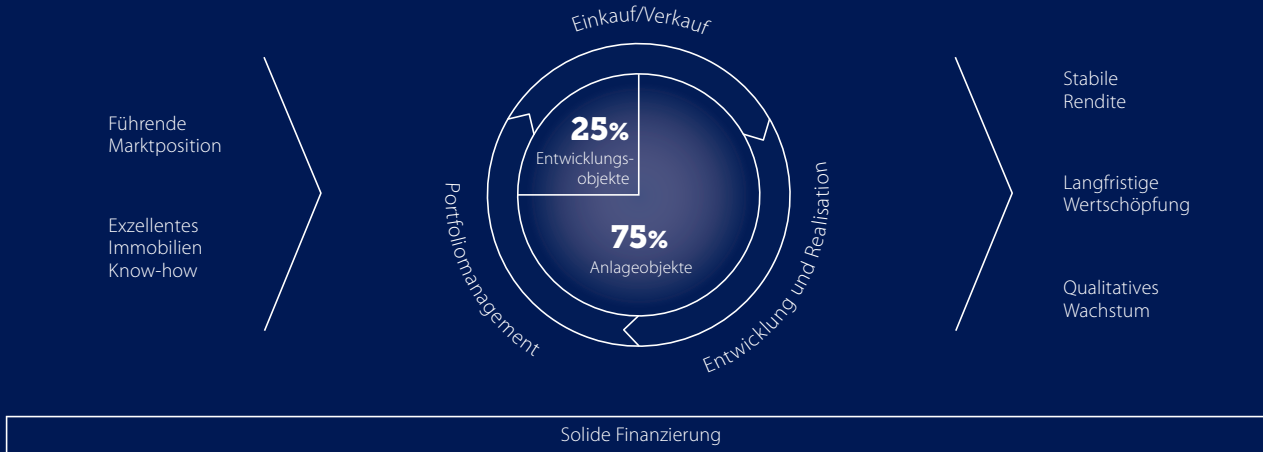 Führende
Marktposition
Exzellentes
Immobilien
Know-how
Einkauf/Verkauf
25%
Entwicklungs-
objekte
75%
Anlageobjekte
Portfoliomanagement
Entwicklung und Realisation
Stabile
Rendite
Langfristige
Wertschöpfung
Qualitatives
Wachstum
Solide Finanzierung